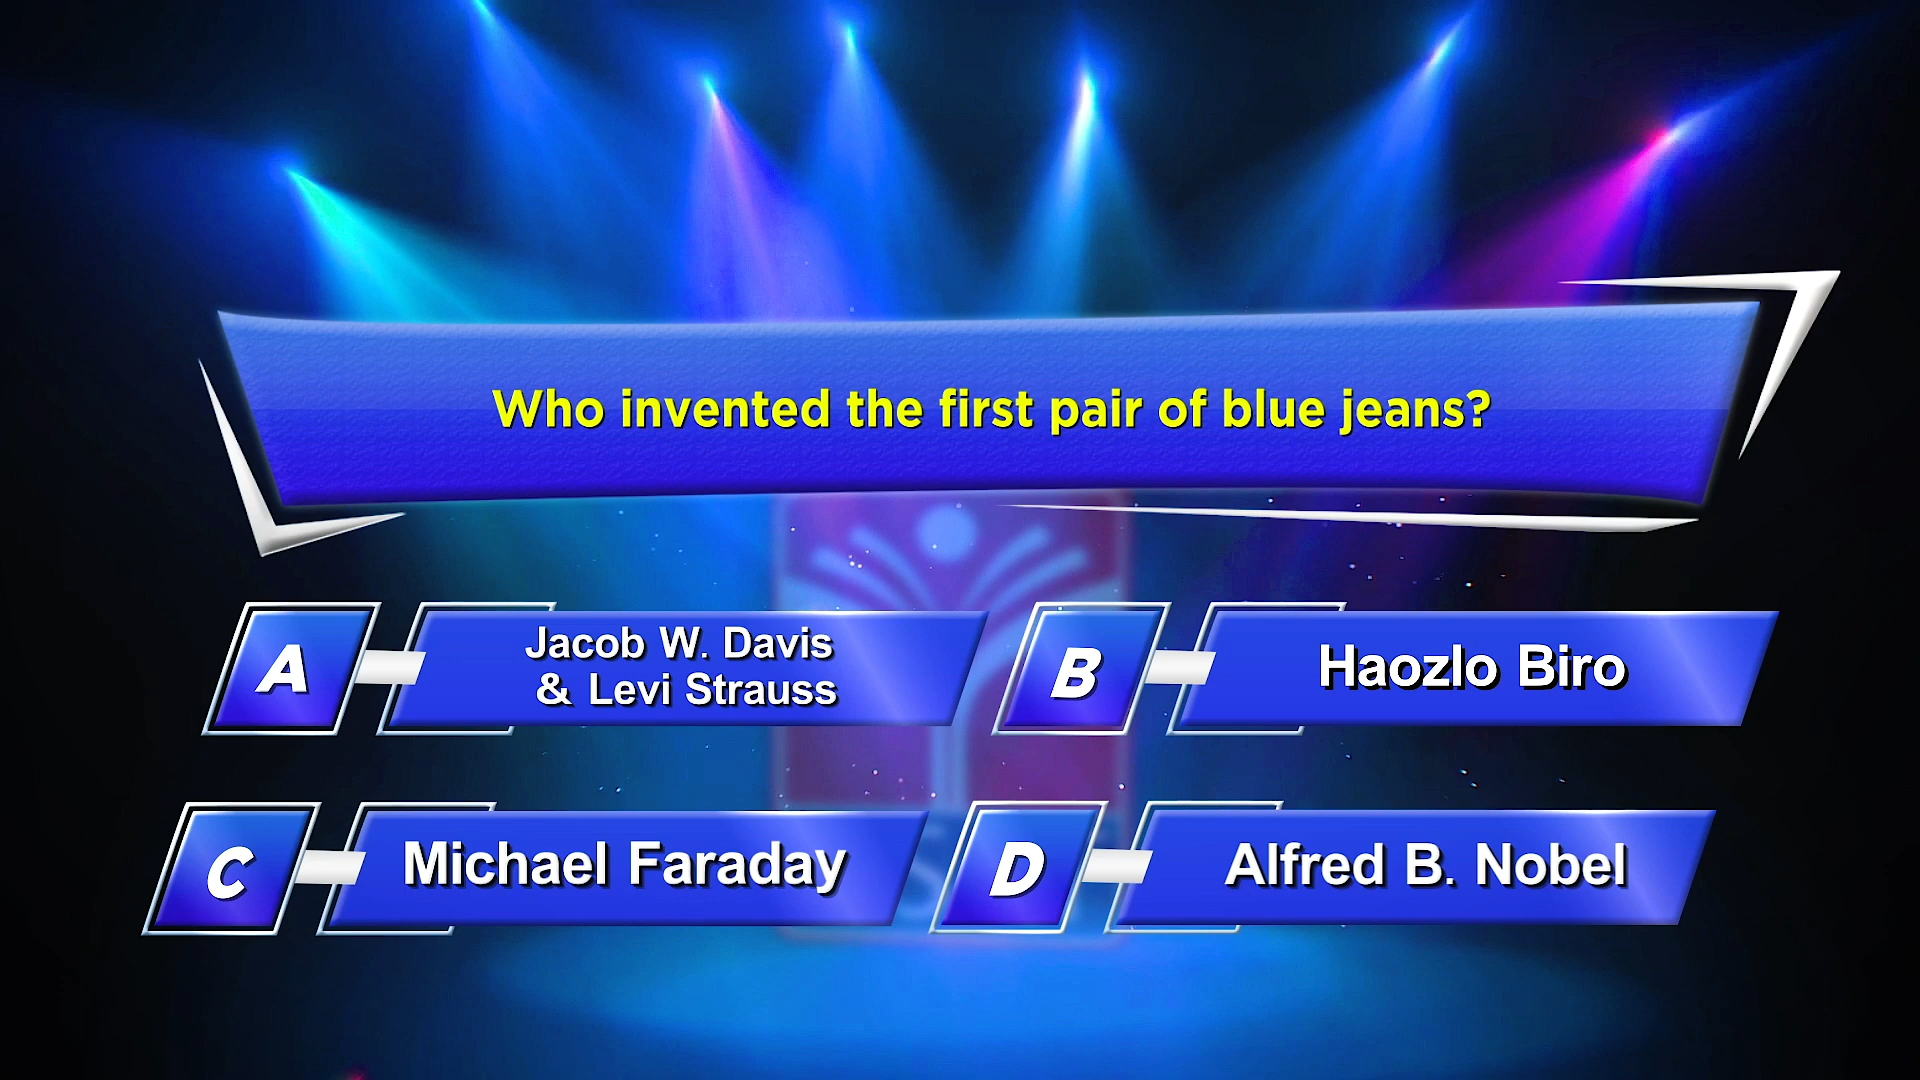 Who invented the first pair of blue jeans?
A
Jacob W. Davis
& Levi Strauss
B
Haozlo Biro
C
Michael Faraday
D
Alfred B. Nobel